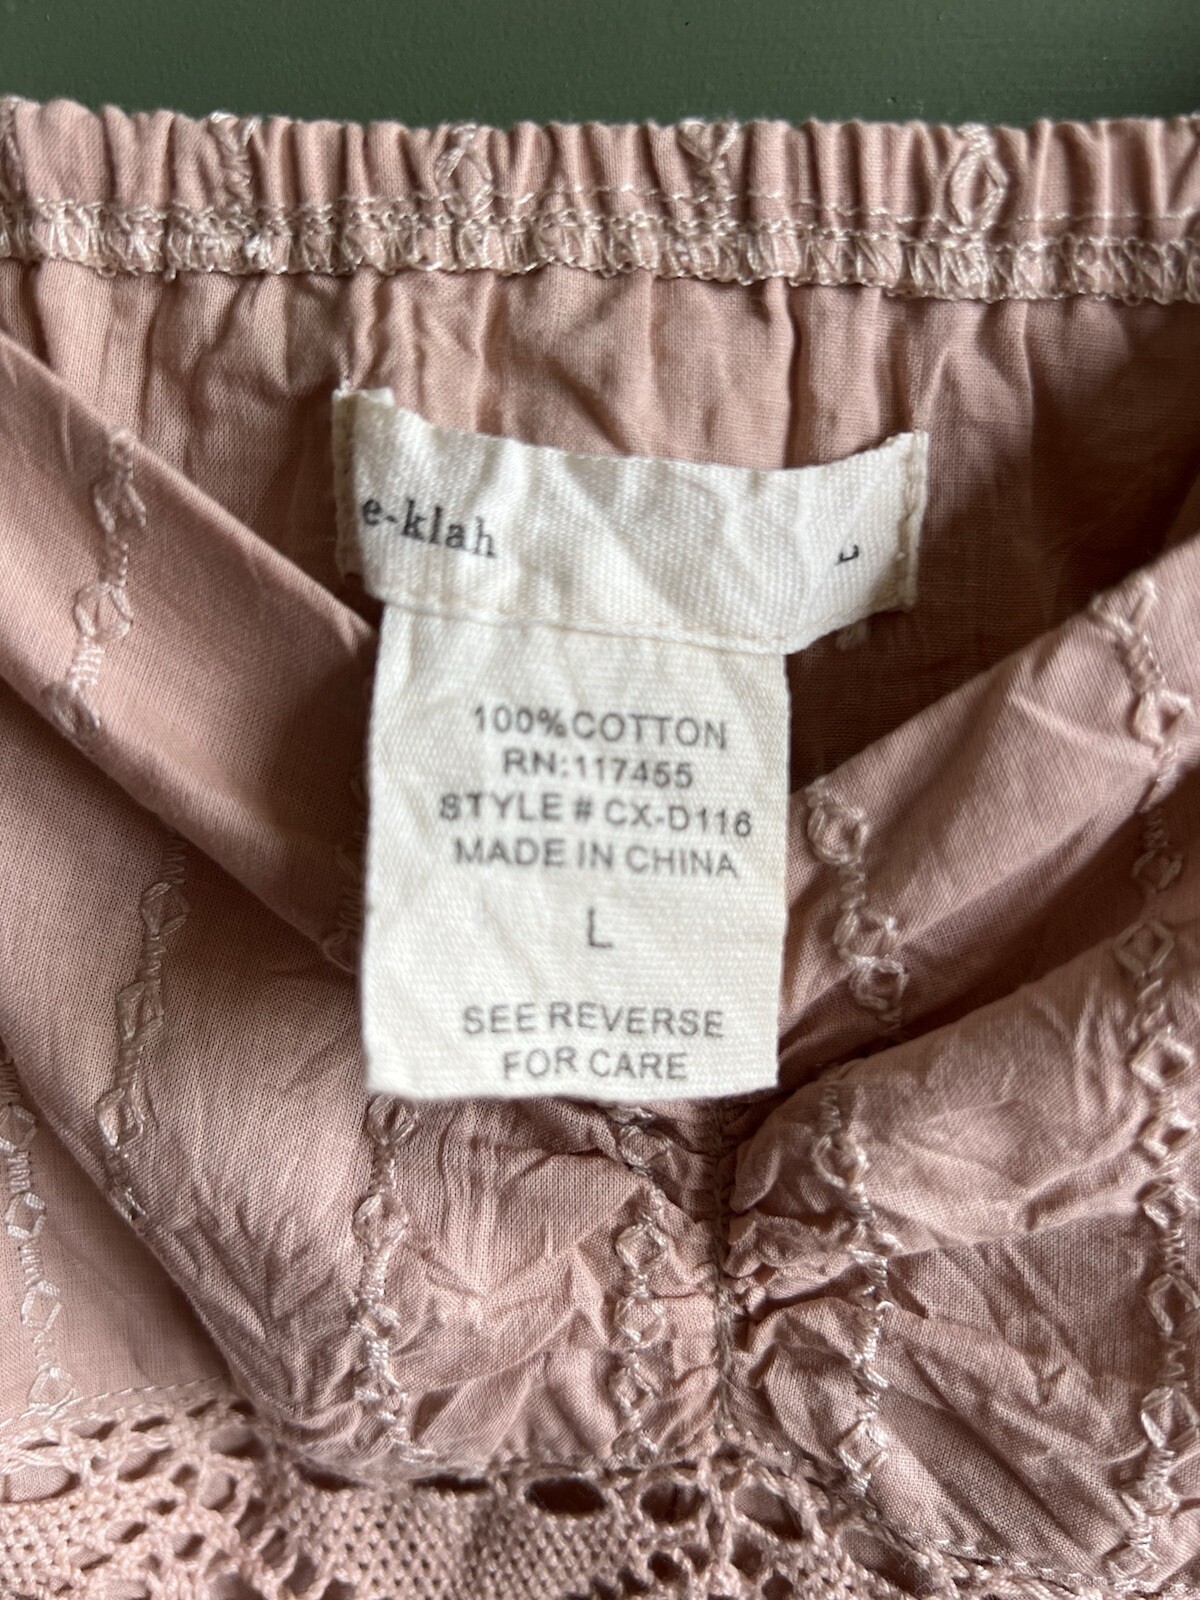 e-klah L
100%COTTON
RN:117455
STYLE # CX-D116
MADE IN CHINA
L
SEE REVERSE
FOR CARE